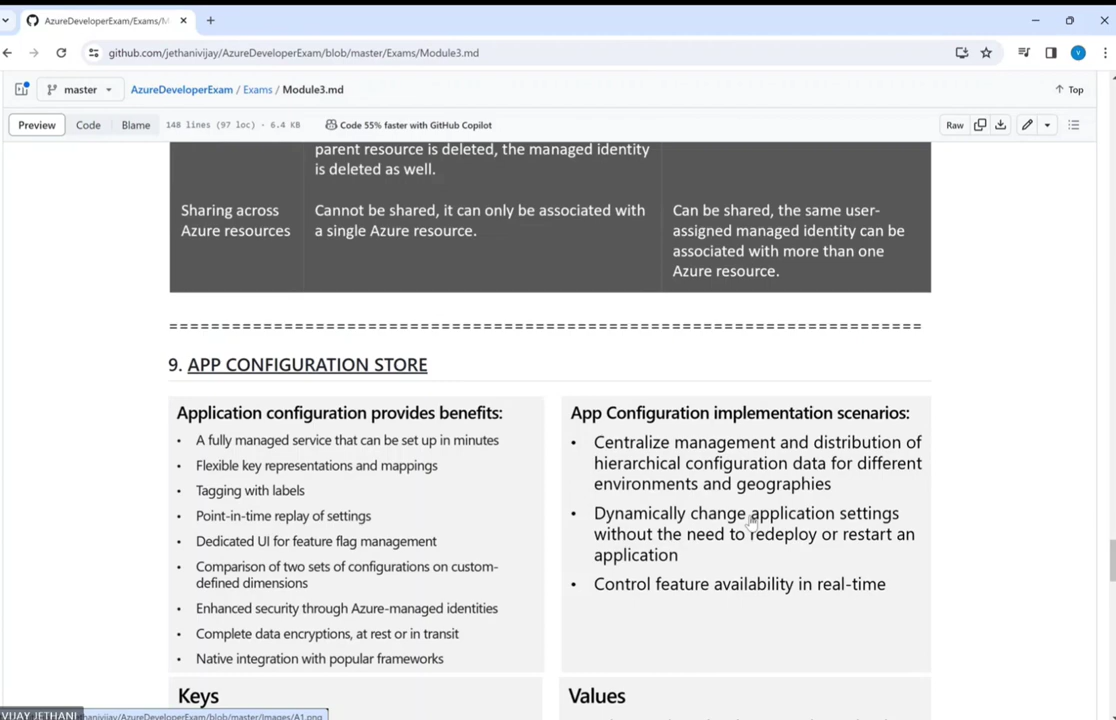 AzureDeveloperExam/Exams/M
github.com/jethanivijay/AzureDeveloperExam/blob/master/Exams/Module3.md
master
AzureDeveloperExam / Exams / Module3.md
Top
Preview
Code
Blame
148 lines (97 loc) · 6.4 KB
Code 55% faster with GitHub Copilot
Raw
parent resource is deleted, the managed identity
is deleted as well.
Sharing across
Azure resources
Cannot be shared, it can only be associated with
a single Azure resource.
Can be shared, the same user-
assigned managed identity can be
associated with more than one
Azure resource.
========================================================================
9. APP CONFIGURATION STORE
Application configuration provides benefits:
• A fully managed service that can be set up in minutes
• Flexible key representations and mappings
• Tagging with labels
• Point-in-time replay of settings
• Dedicated UI for feature flag management
• Comparison of two sets of configurations on custom-
defined dimensions
• Enhanced security through Azure-managed identities
• Complete data encryptions, at rest or in transit
• Native integration with popular frameworks
App Configuration implementation scenarios:
• Centralize management and distribution of
hierarchical configuration data for different
environments and geographies
• Dynamically change application settings
without the need to redeploy or restart an
application
• Control feature availability in real-time
Keys
Values
VIJAY JETHANI
hanivijay/AzureDeveloperExam/blob/master/Images/A1.png